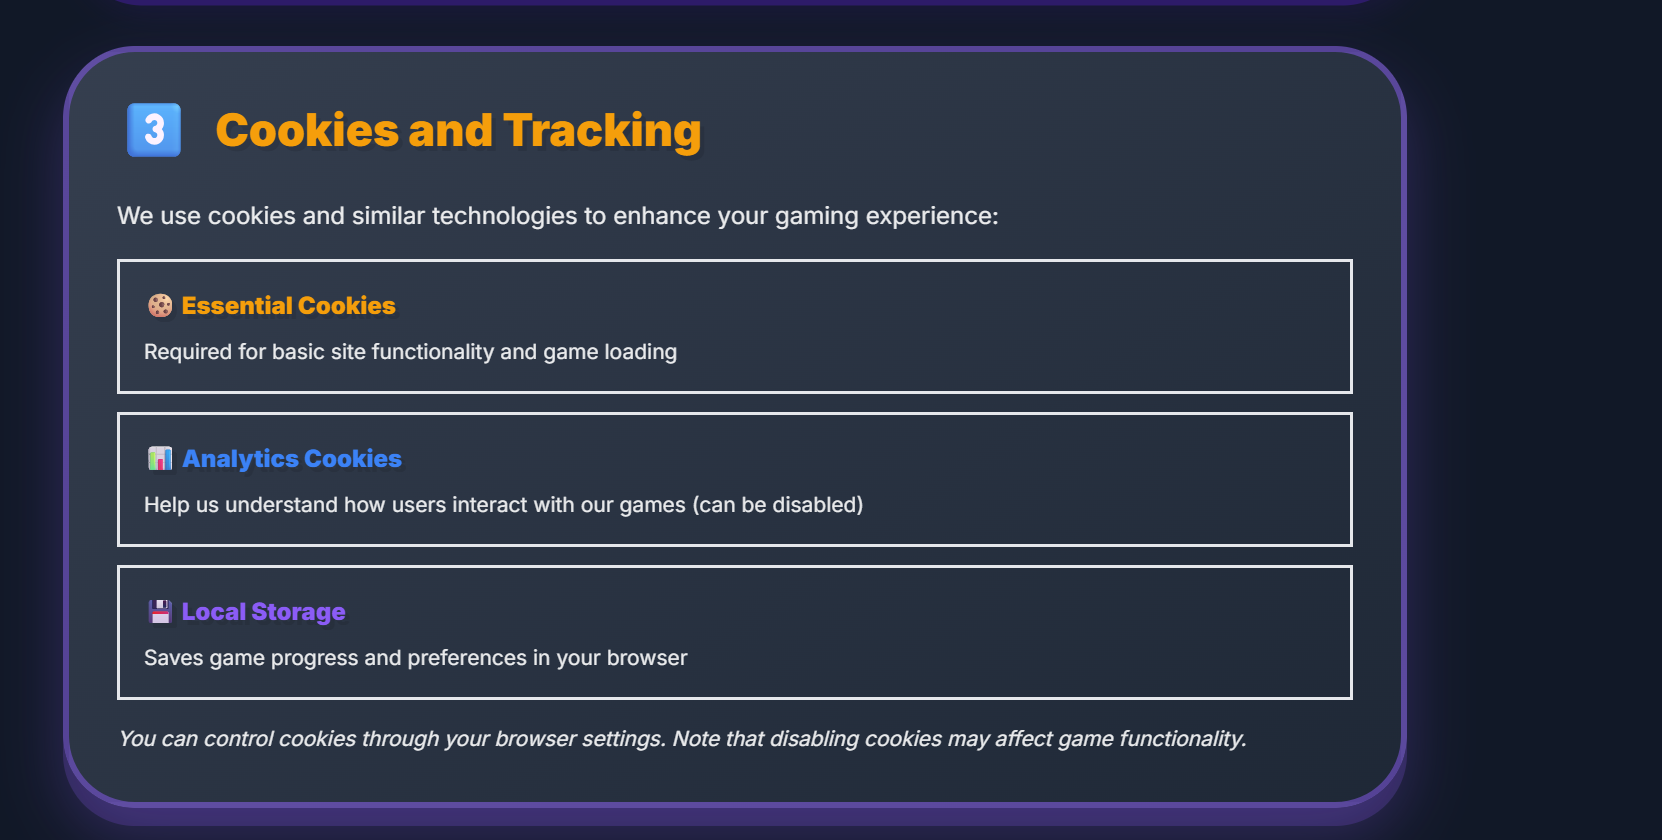 3 Cookies and Tracking
We use cookies and similar technologies to enhance your gaming experience:
Essential Cookies
Required for basic site functionality and game loading
Analytics Cookies
Help us understand how users interact with our games (can be disabled)
Local Storage
Saves game progress and preferences in your browser
You can control cookies through your browser settings. Note that disabling cookies may affect game functionality.